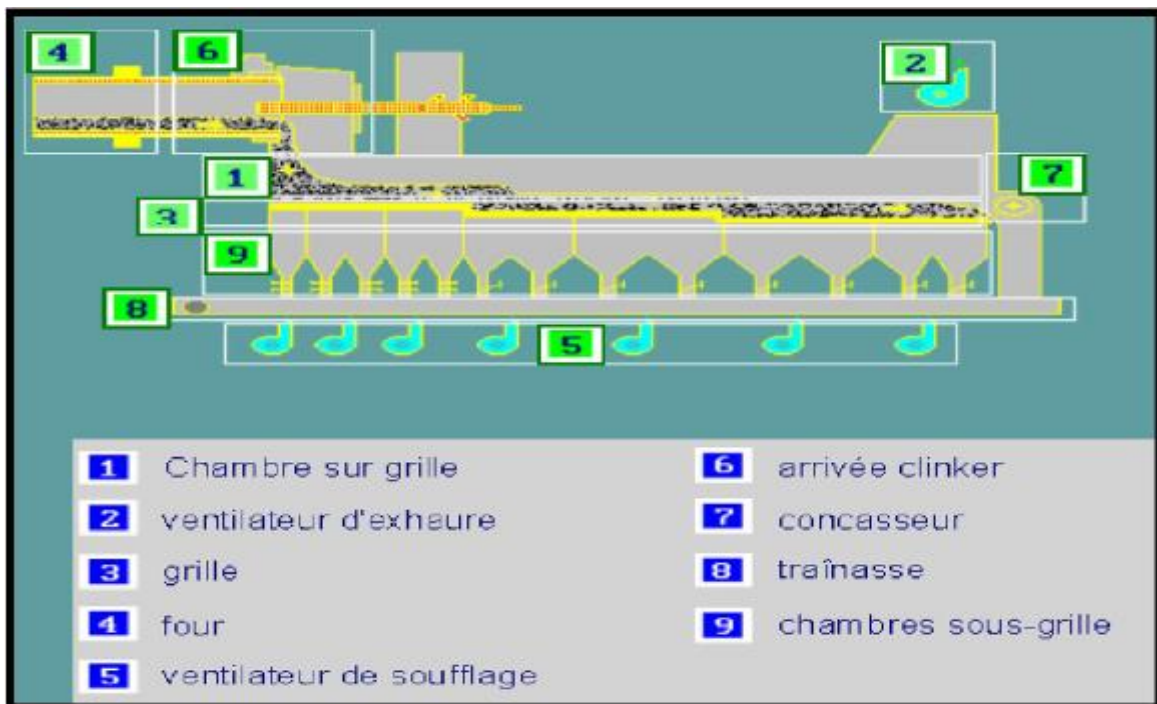 4 6 2
1 7
3
9
8
5
1 Chambre sur grille
2 ventilateur d'exhaure
3 grille
4 four
5 ventilateur de soufflage
6 arrivée clinker
7 concasseur
8 traînasse
9 chambres sous-grille